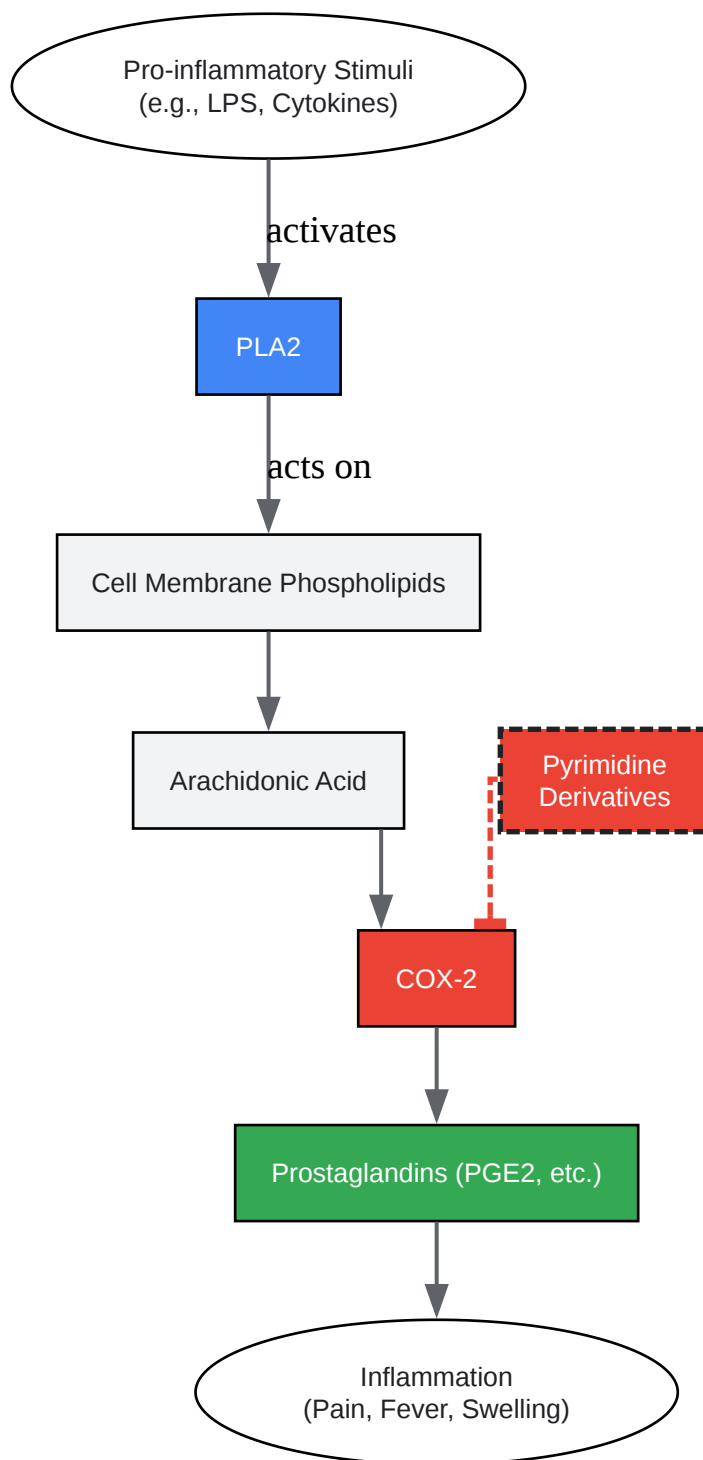 Pro-inflammatory Stimuli
(e.g., LPS, Cytokines)
activates
PLA2
acts on
Cell Membrane Phospholipids
Arachidonic Acid
Pyrimidine
Derivatives
COX-2
Prostaglandins (PGE2, etc.)
Inflammation
(Pain, Fever, Swelling)